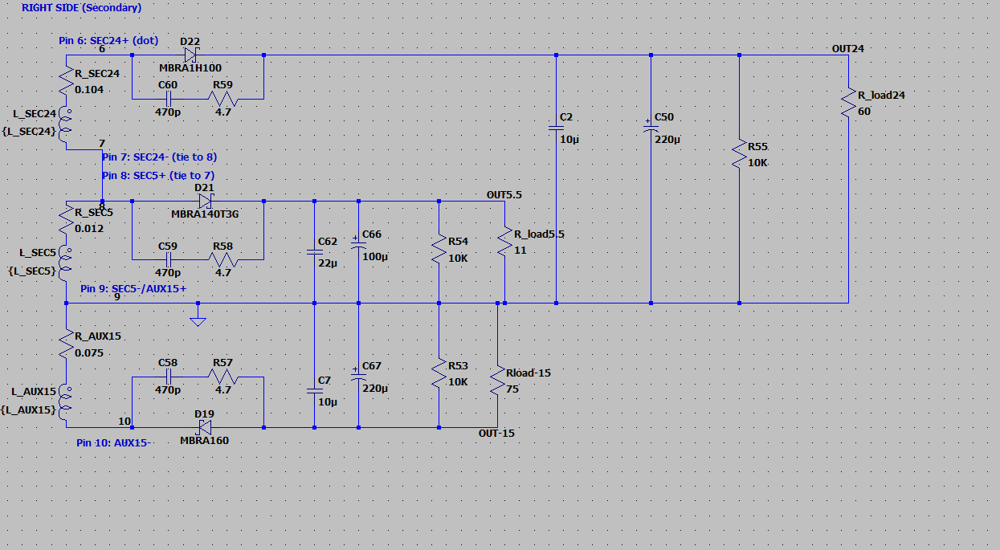 RIGHT SIDE (Secondary)
Pin 6: SEC24+ (dot)
6
D22
MBRA1H100
OUT24
R_SEC24
0.104
C60
470p
R59
4.7
L_SEC24
{L_SEC24}
C2
10µ
+
C50
220µ
R_load24
60
R55
10K
7
Pin 7: SEC24- (tie to 8)
Pin 8: SEC5+ (tie to 7)
8
D21
MBRA140T3G
OUT5.5
R_SEC5
0.012
C59
470p
R58
4.7
L_SEC5
{L_SEC5}
C62
22µ
+
C66
100µ
R54
10K
R_load5.5
11
Pin 9: SEC5-/AUX15+
9
R_AUX15
0.075
C58
470p
R57
4.7
L_AUX15
{L_AUX15}
C7
10µ
+
C67
220µ
R53
10K
Rload-15
75
10
D19
MBRA160
OUT-15
Pin 10: AUX15-